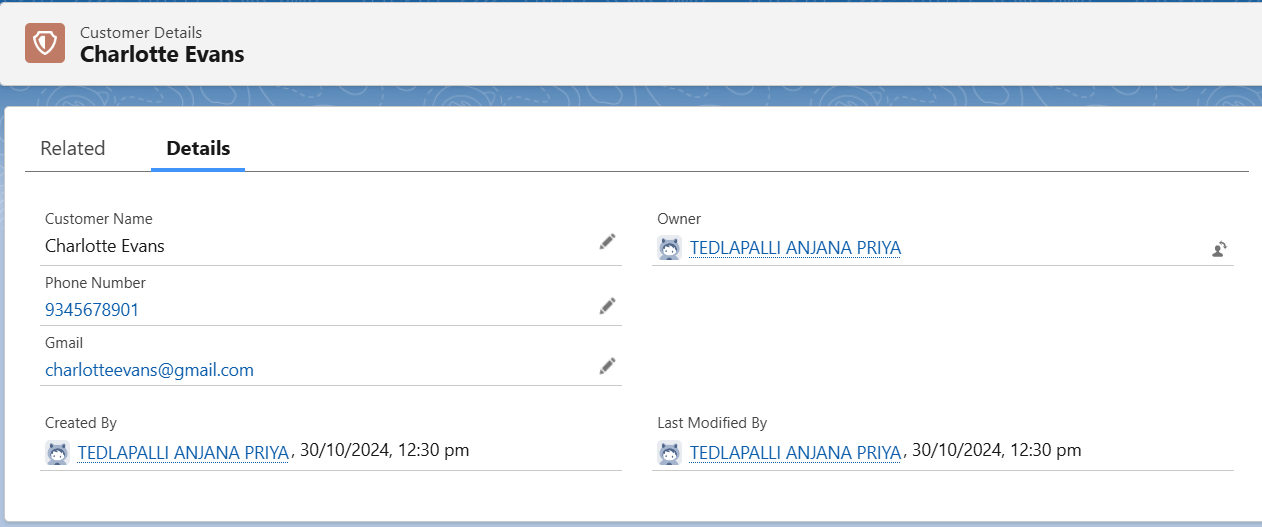 Customer Details
Charlotte Evans
Related Details
Customer Name
Charlotte Evans
Owner
TEDLAPALLI ANJANA PRIYA
Phone Number
9345678901
Gmail
charlotteevans@gmail.com
Created By
TEDLAPALLI ANJANA PRIYA, 30/10/2024, 12:30 pm
Last Modified By
TEDLAPALLI ANJANA PRIYA, 30/10/2024, 12:30 pm